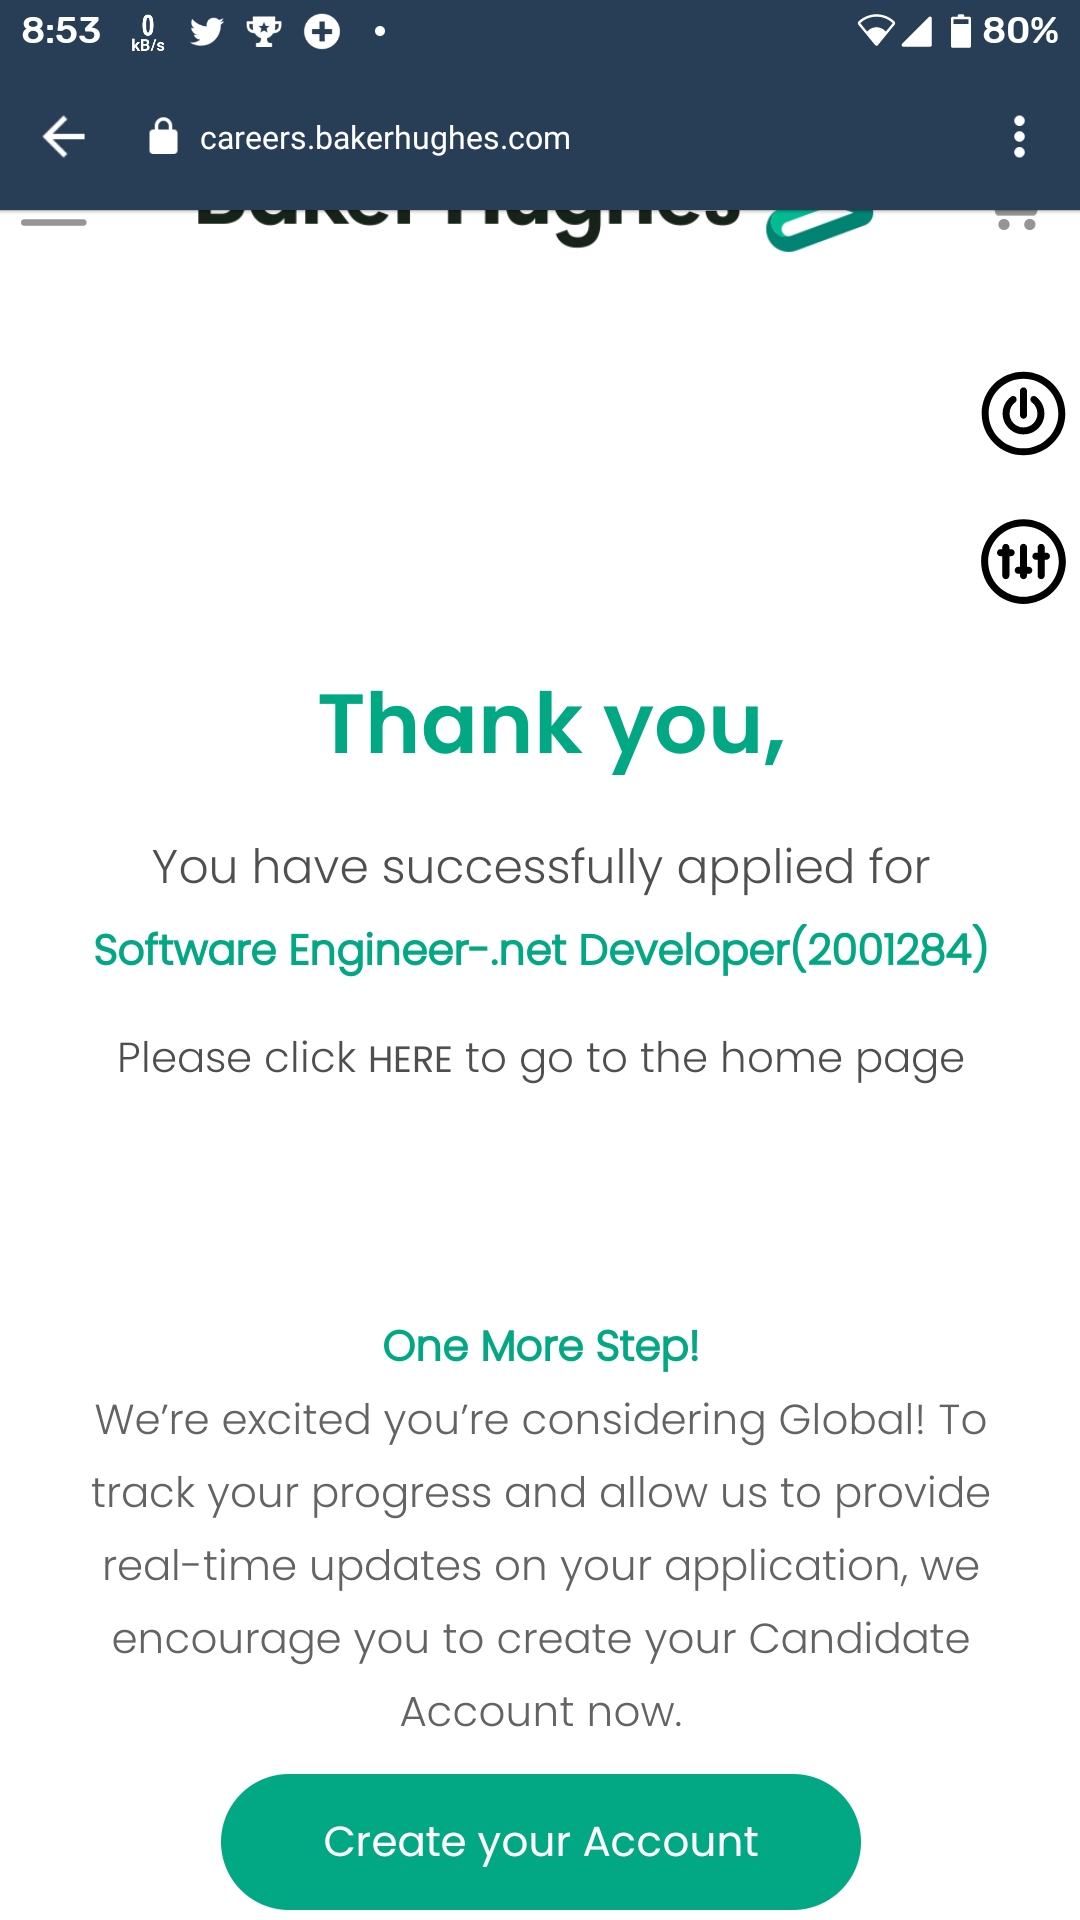 8:53 0 kB/s 80%
careers.bakerhughes.com
Baker Hughes
Thank you,
You have successfully applied for
Software Engineer-.net Developer(2001284)
Please click HERE to go to the home page
One More Step!
We’re excited you’re considering Global! To
track your progress and allow us to provide
real-time updates on your application, we
encourage you to create your Candidate
Account now.
Create your Account